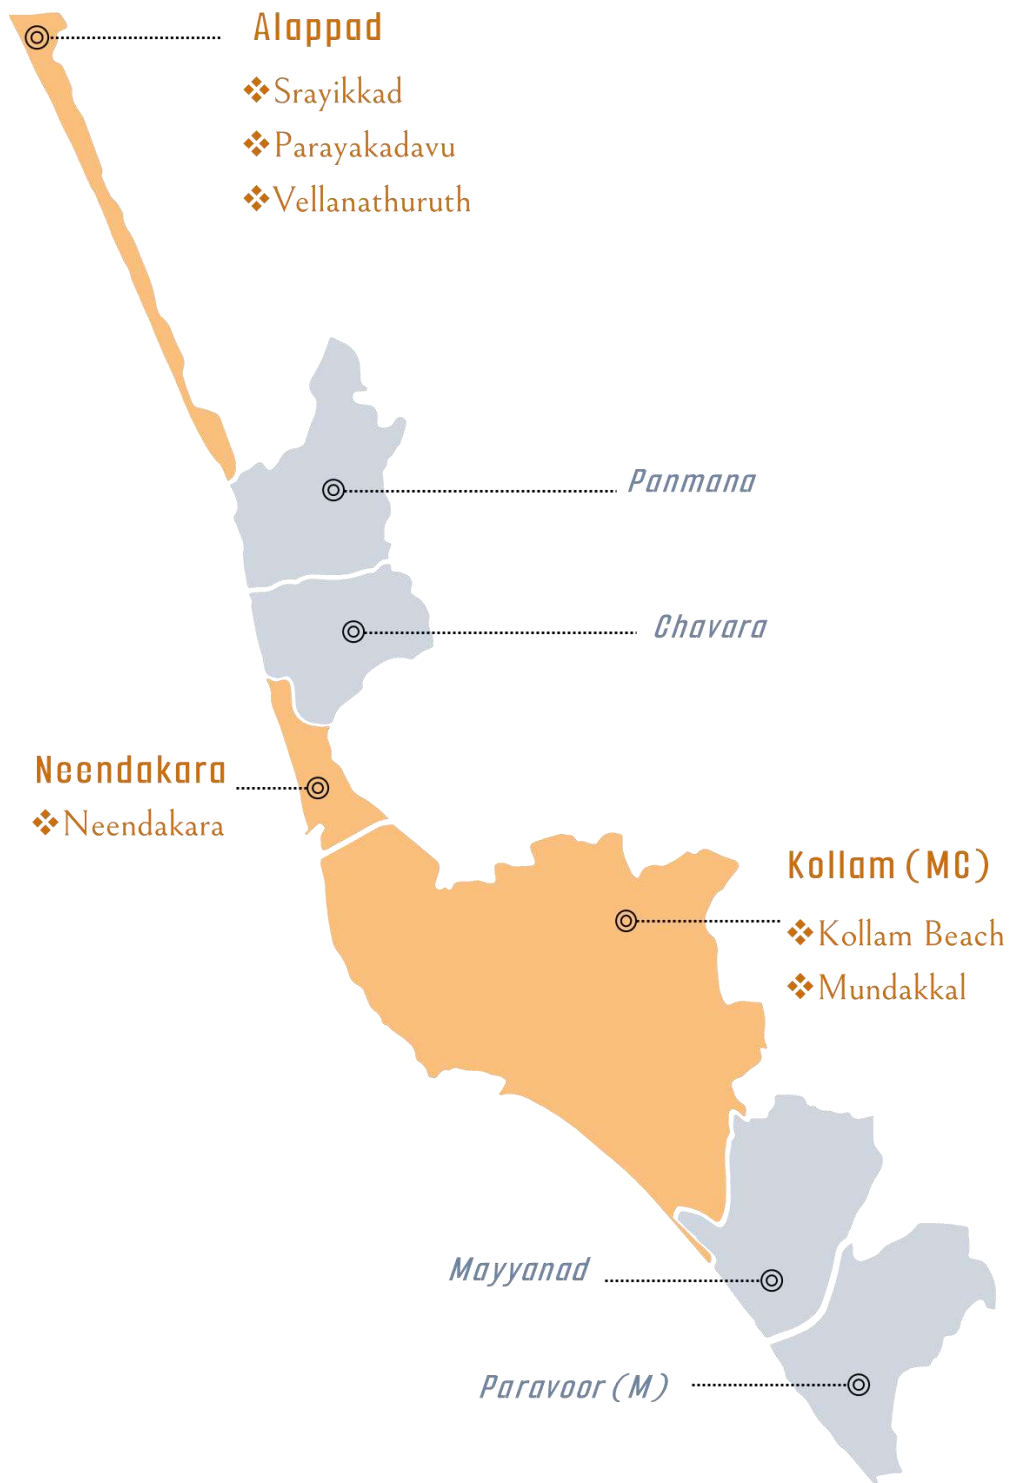 Alappad
❖Srayikkad
❖Parayakadavu
❖Vellanathuruth
Panmana
Chavara
Neendakara
❖Neendakara
Kollam (MC)
❖Kollam Beach
❖Mundakkal
Mayyanad
Paravoor (M)